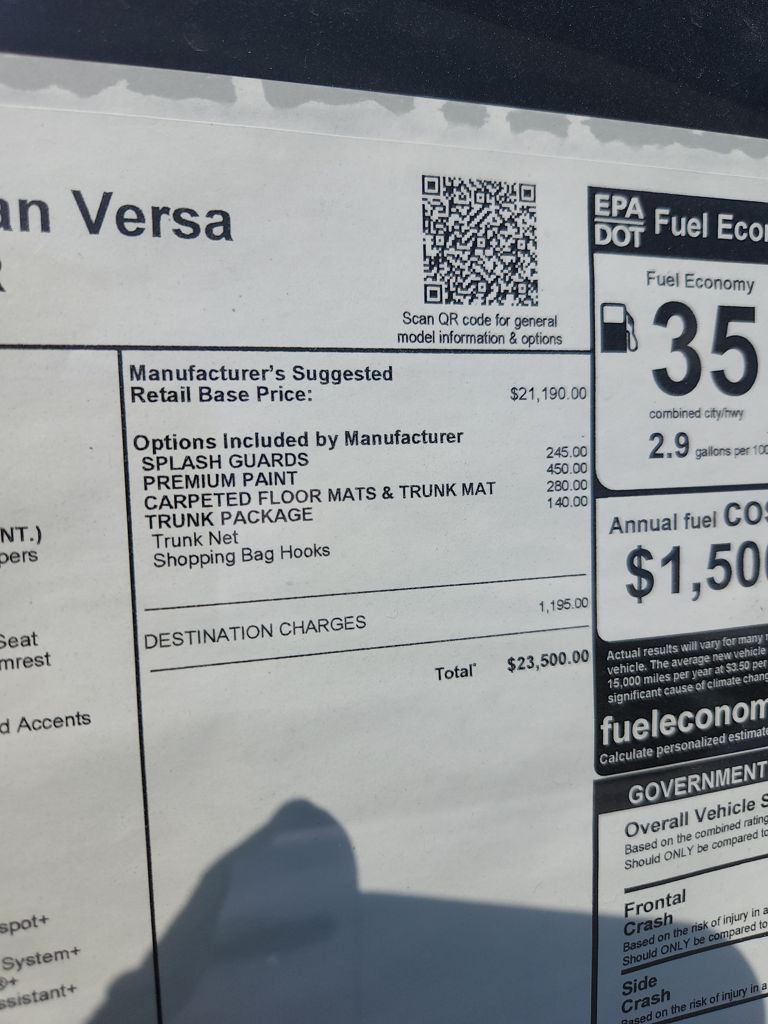 an Versa
R
Scan QR code for general
model information & options
Manufacturer's Suggested
Retail Base Price: $21,190.00
Options Included by Manufacturer
SPLASH GUARDS 245.00
PREMIUM PAINT 450.00
CARPETED FLOOR MATS & TRUNK MAT 280.00
TRUNK PACKAGE 140.00
Trunk Net
Shopping Bag Hooks
DESTINATION CHARGES 1,195.00
Total* $23,500.00
NT.)
pers
Seat
mrest
d Accents
spot+
System+
®+
ssistant+
EPA
DOT Fuel Econ
Fuel Economy
35
combined city/hwy
2.9 gallons per 100
Annual fuel COS
$1,500
Actual results will vary for many r
vehicle. The average new vehicle
15,000 miles per year at $3.50 per
significant cause of climate chang
fueleconom
Calculate personalized estimate
GOVERNMENT
Overall Vehicle S
Based on the combined rating
Should ONLY be compared to
Frontal
Crash
Based on the risk of injury in a
Should ONLY be compared to
Side
Crash
Based on the risk of injury in a